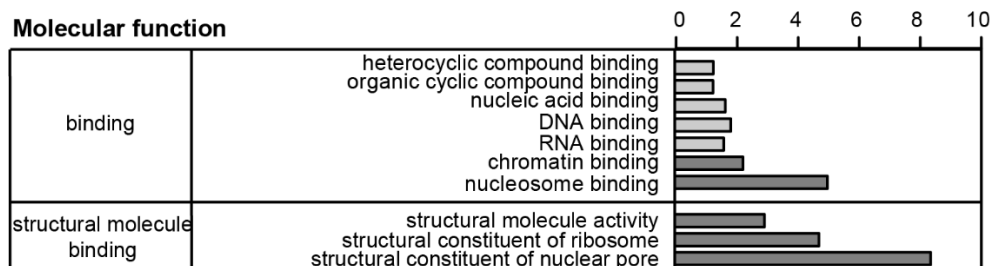 Molecular function
0 2 4 6 8 10
binding
heterocyclic compound binding
organic cyclic compound binding
nucleic acid binding
DNA binding
RNA binding
chromatin binding
nucleosome binding
structural molecule
binding
structural molecule activity
structural constituent of ribosome
structural constituent of nuclear pore